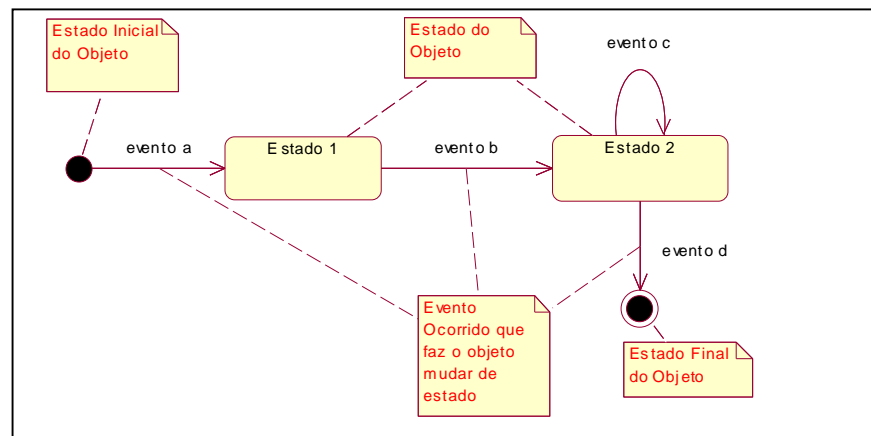 Estado Inicial
do Objeto
Estado do
Objeto
evento c
evento a
Estado 1
evento b
Estado 2
evento d
Evento
Ocorrido que
faz o objeto
mudar de
estado
Estado Final
do Objeto